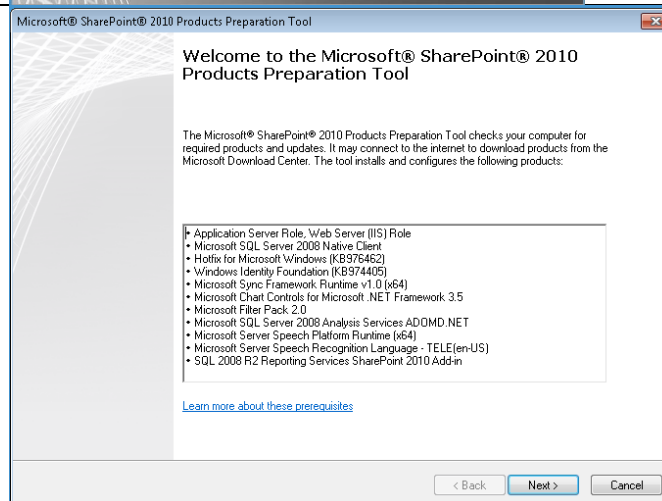 Microsoft® SharePoint® 2010 Products Preparation Tool
Welcome to the Microsoft® SharePoint® 2010
Products Preparation Tool
The Microsoft® SharePoint® 2010 Products Preparation Tool checks your computer for
required products and updates. It may connect to the internet to download products from the
Microsoft Download Center. The tool installs and configures the following products:
• Application Server Role, Web Server (IIS) Role
• Microsoft SQL Server 2008 Native Client
• Hotfix for Microsoft Windows (KB976462)
• Windows Identity Foundation (KB974405)
• Microsoft Sync Framework Runtime v1.0 (x64)
• Microsoft Chart Controls for Microsoft .NET Framework 3.5
• Microsoft Filter Pack 2.0
• Microsoft SQL Server 2008 Analysis Services ADOMD.NET
• Microsoft Server Speech Platform Runtime (x64)
• Microsoft Server Speech Recognition Language - TELE(en-US)
• SQL 2008 R2 Reporting Services SharePoint 2010 Add-in
Learn more about these prerequisites
< Back Next > Cancel